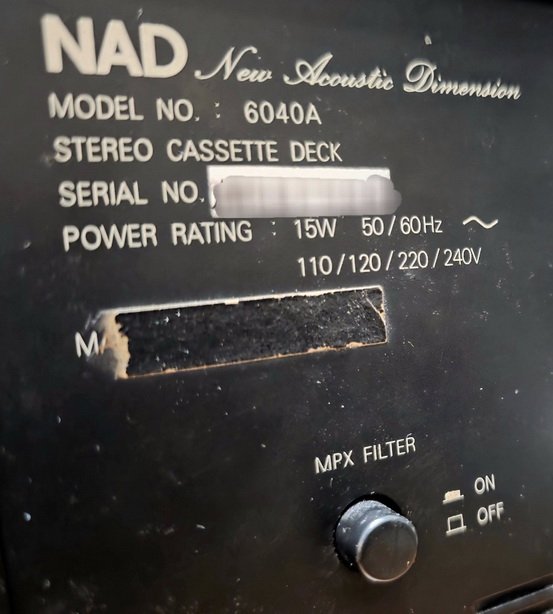 NAD New Acoustic Dimension
MODEL NO. : 6040A
STEREO CASSETTE DECK
SERIAL NO.
POWER RATING : 15W 50/60Hz ~
110/120/220/240V
MPX FILTER
ON
OFF